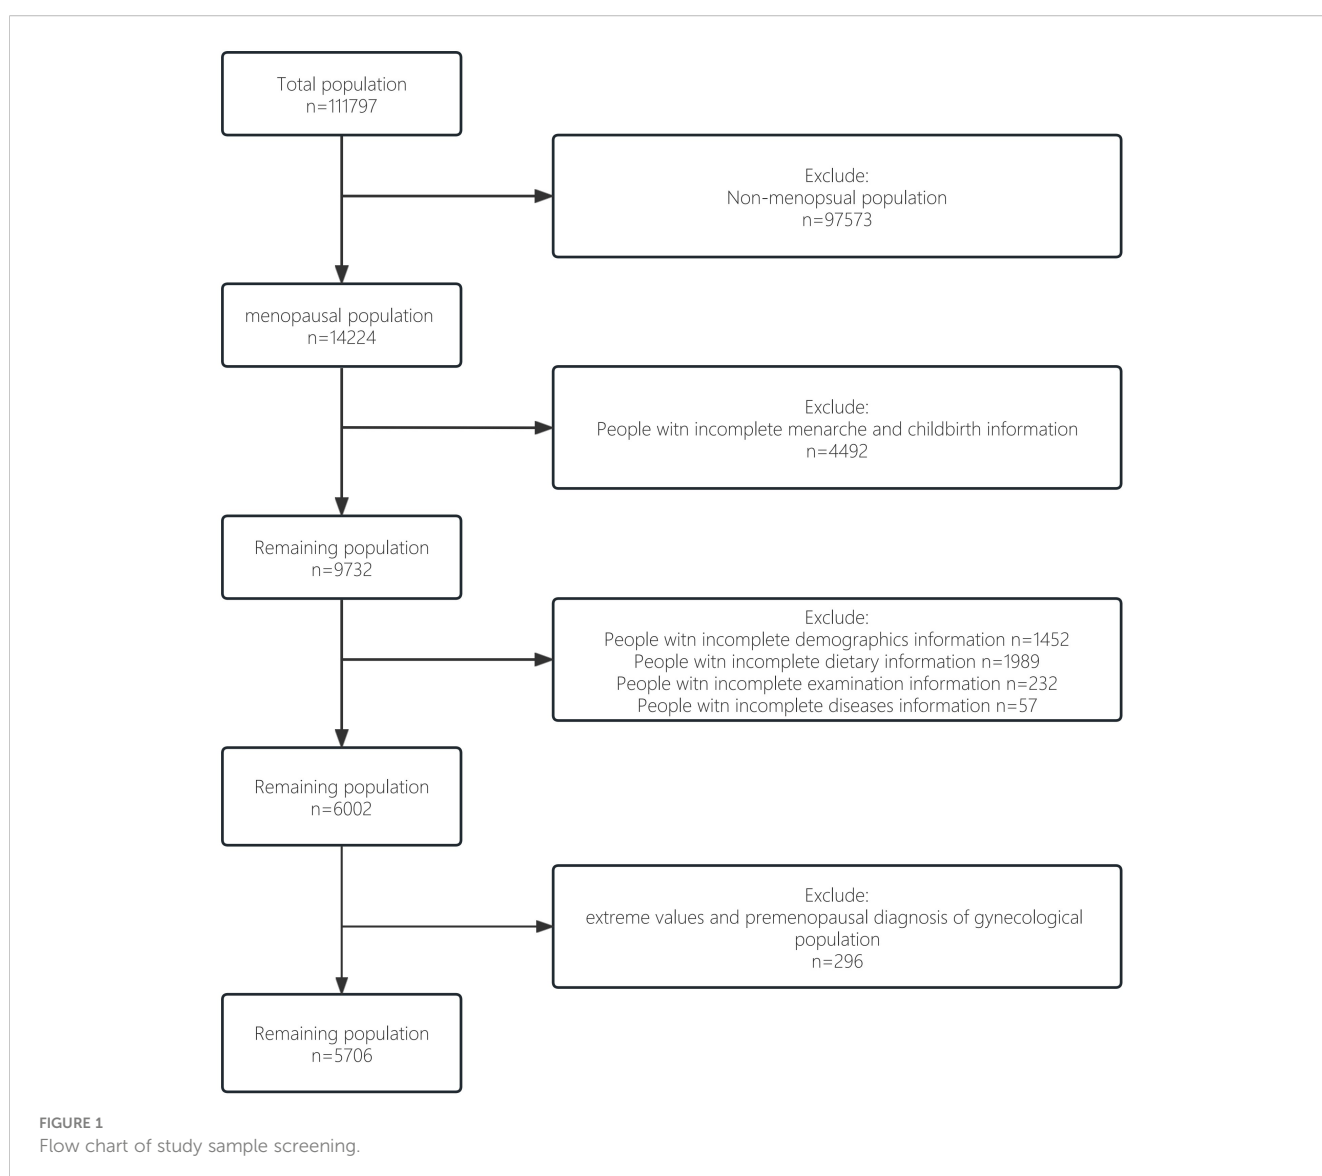 Total population
n=111797
Exclude:
Non-menopsual population
n=97573
menopausal population
n=14224
Exclude:
People witn incomplete menarche and childbirth information
n=4492
Remaining population
n=9732
Exclude:
People witn incomplete demographics information n=1452
People witn incomplete dietary information n=1989
People witn incomplete examination information n=232
People witn incomplete diseases information n=57
Remaining population
n=6002
Exclude:
extreme values and premenopausal diagnosis of gynecological
population
n=296
Remaining population
n=5706
FIGURE 1
Flow chart of study sample screening.